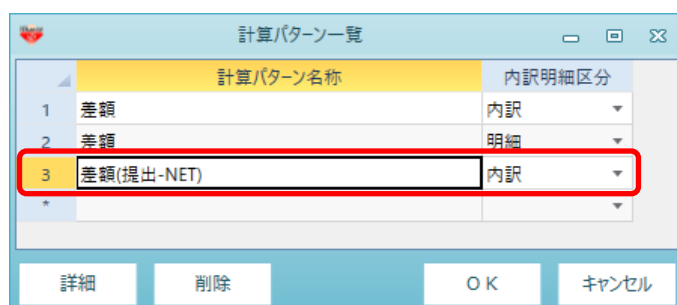 計算パターン一覧
計算パターン名称 内訳明細区分
1 差額 内訳
2 差額 明細
3 差額(提出-NET) 内訳
*
詳細 削除 OK キャンセル